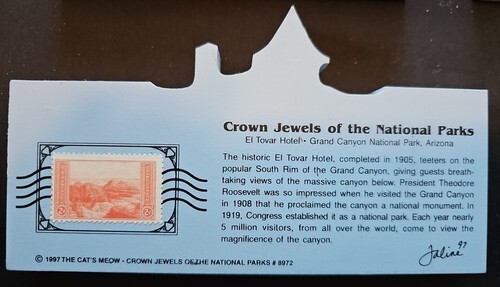 Crown Jewels of the National Parks
El Tovar Hotel · Grand Canyon National Park, Arizona
The historic El Tovar Hotel, completed in 1905, teeters on the
popular South Rim of the Grand Canyon, giving guests breath-
taking views of the massive canyon below. President Theodore
Roosevelt was so impressed when he visited the Grand Canyon
in 1908 that he proclaimed the canyon a national monument. In
1919, Congress established it as a national park. Each year nearly
5 million visitors, from all over the world, come to view the
magnificence of the canyon.
Faline 97
© 1997 THE CAT'S MEOW - CROWN JEWELS OF THE NATIONAL PARKS # 8972